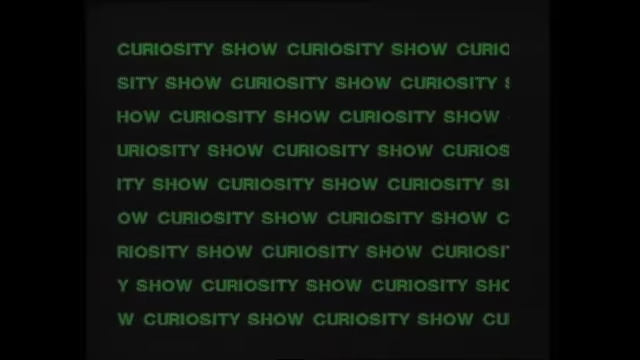 CURIOSITY SHOW CURIOSITY SHOW CURIO
SITY SHOW CURIOSITY SHOW CURIOSITY S
HOW CURIOSITY SHOW CURIOSITY SHOW
URIOSITY SHOW CURIOSITY SHOW CURIOS
ITY SHOW CURIOSITY SHOW CURIOSITY SH
OW CURIOSITY SHOW CURIOSITY SHOW C
RIOSITY SHOW CURIOSITY SHOW CURIOSIT
Y SHOW CURIOSITY SHOW CURIOSITY SHO
W CURIOSITY SHOW CURIOSITY SHOW CU